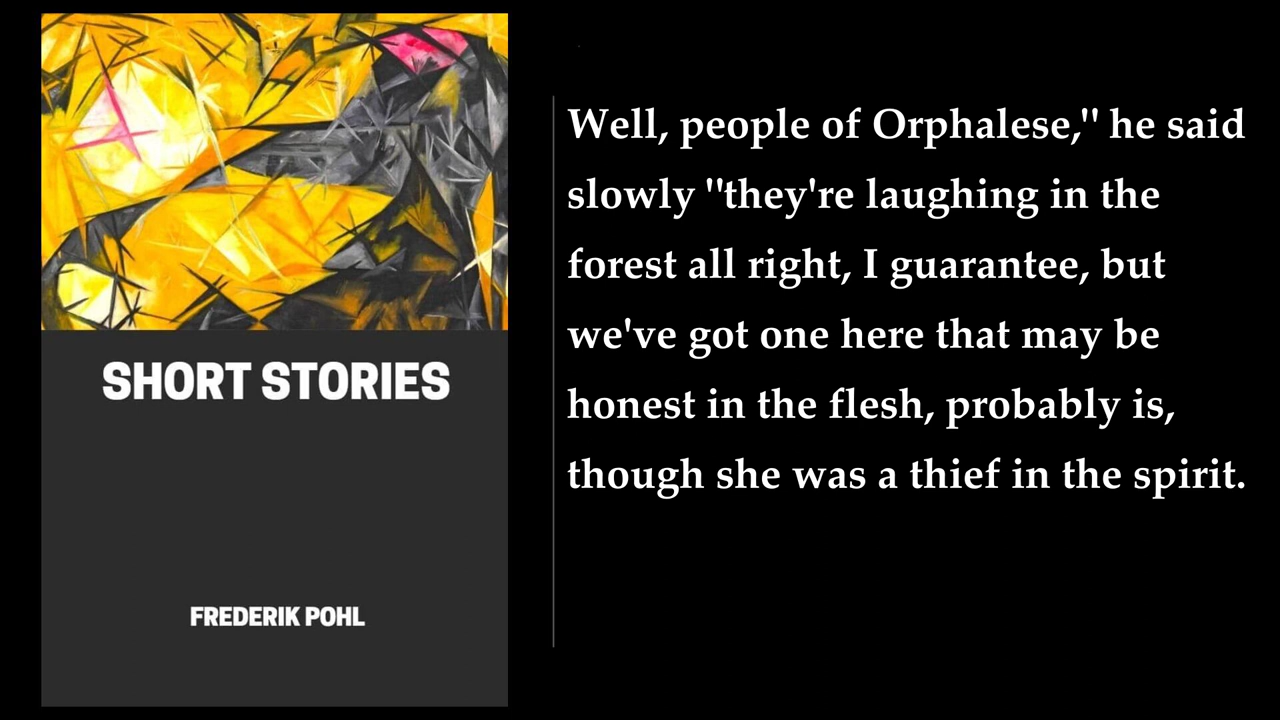 SHORT STORIES
FREDERIK POHL
Well, people of Orphalese," he said
slowly "they're laughing in the
forest all right, I guarantee, but
we've got one here that may be
honest in the flesh, probably is,
though she was a thief in the spirit.